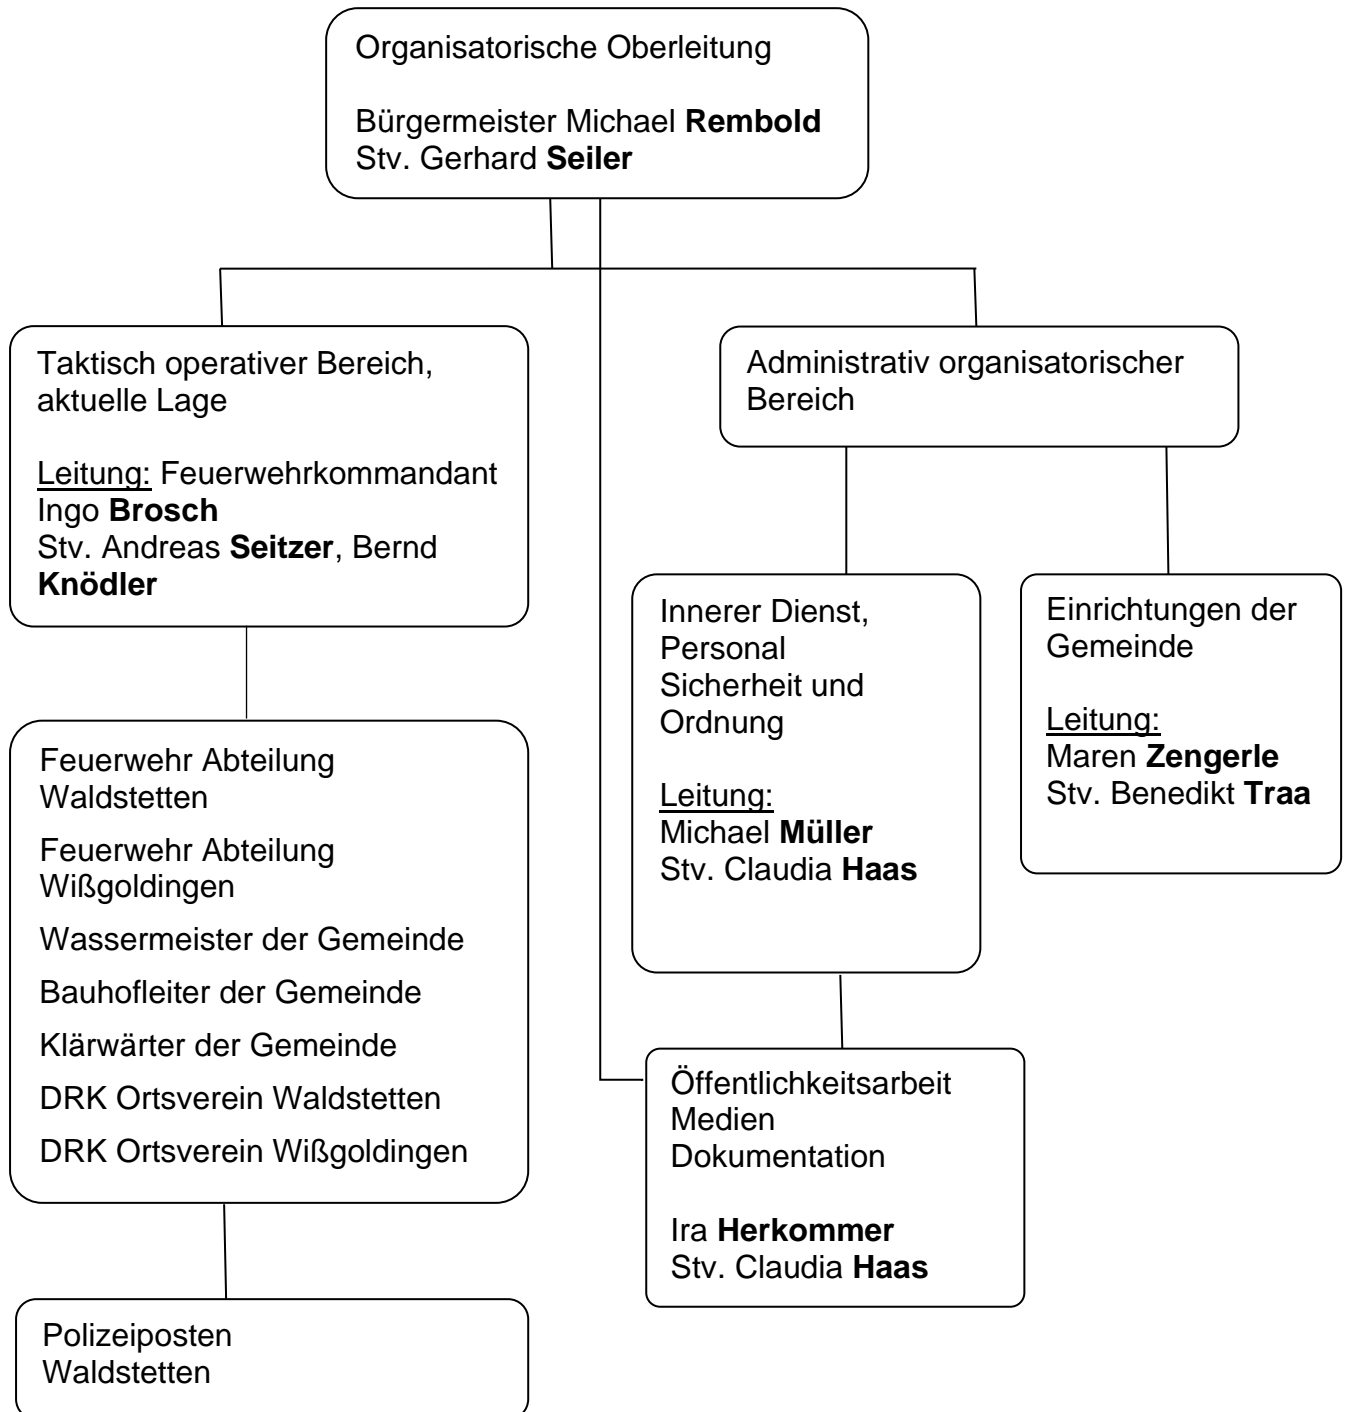 Organisatorische Oberleitung
Bürgermeister Michael Rembold
Stv. Gerhard Seiler
Taktisch operativer Bereich,
aktuelle Lage
Leitung: Feuerwehrkommandant
Ingo Brosch
Stv. Andreas Seitzer, Bernd
Knödler
Administrativ organisatorischer
Bereich
Feuerwehr Abteilung
Waldstetten
Feuerwehr Abteilung
Wißgoldingen
Wassermeister der Gemeinde
Bauhofleiter der Gemeinde
Klärwärter der Gemeinde
DRK Ortsverein Waldstetten
DRK Ortsverein Wißgoldingen
Innerer Dienst,
Personal
Sicherheit und
Ordnung
Leitung:
Michael Müller
Stv. Claudia Haas
Einrichtungen der
Gemeinde
Leitung:
Maren Zengerle
Stv. Benedikt Traa
Öffentlichkeitsarbeit
Medien
Dokumentation
Ira Herkommer
Stv. Claudia Haas
Polizeiposten
Waldstetten